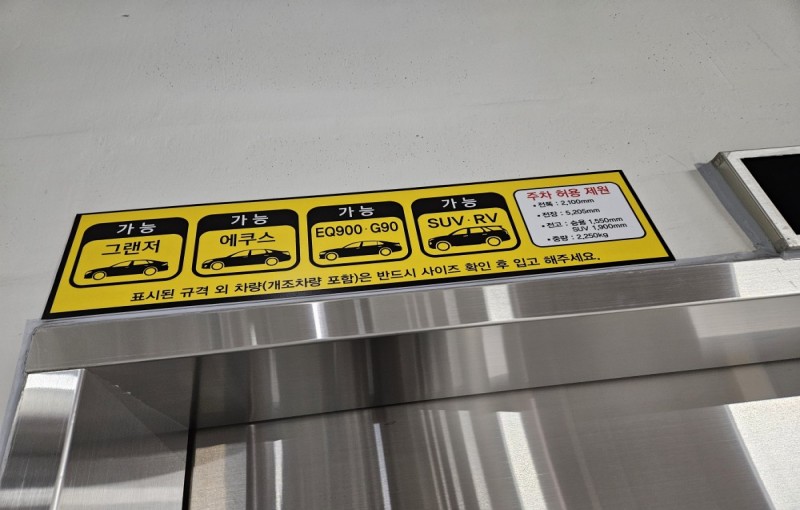 가능
그랜저
가능
에쿠스
가능
EQ900·G90
가능
SUV·RV
주차 허용 제원
• 전폭 : 2,100mm
• 전장 : 5,205mm
• 전고 : 승용 1,550mm
SUV 1,900mm
• 중량 : 2,250kg
표시된 규격 외 차량(개조차량 포함)은 반드시 사이즈 확인 후 입고 해주세요.